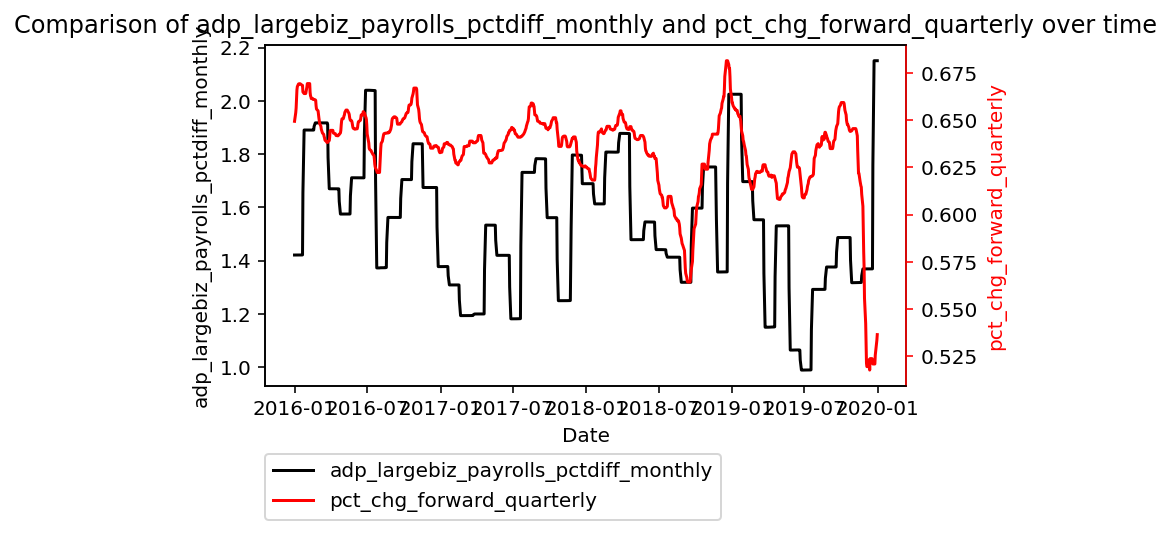 Comparison of adp_largebiz_payrolls_pctdiff_monthly and pct_chg_forward_quarterly over time
adp_largebiz_payrolls_pctdiff_monthly
2.2
2.0
1.8
1.6
1.4
1.2
1.0
0.675
0.650
0.625
0.600
0.575
0.550
0.525
pct_chg_forward_quarterly
2016-01 2016-07 2017-01 2017-07 2018-01 2018-07 2019-01 2019-07 2020-01
Date
adp_largebiz_payrolls_pctdiff_monthly
pct_chg_forward_quarterly